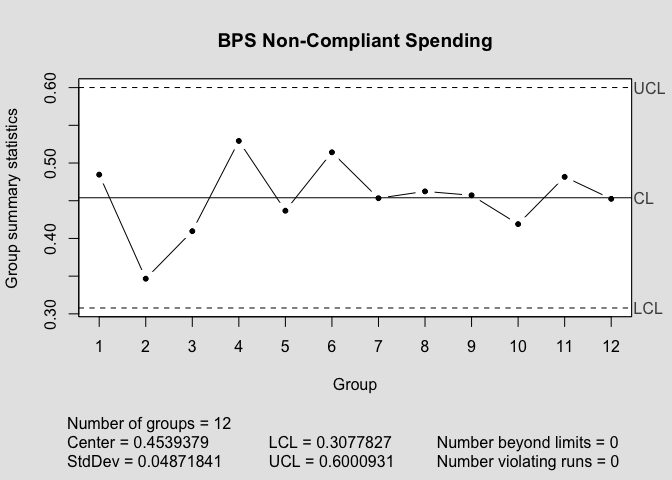 BPS Non-Compliant Spending
Group summary statistics
0.60
0.50
0.40
0.30
UCL
CL
LCL
1 2 3 4 5 6 7 8 9 10 11 12
Group
Number of groups = 12
Center = 0.4539379 LCL = 0.3077827 Number beyond limits = 0
StdDev = 0.04871841 UCL = 0.6000931 Number violating runs = 0